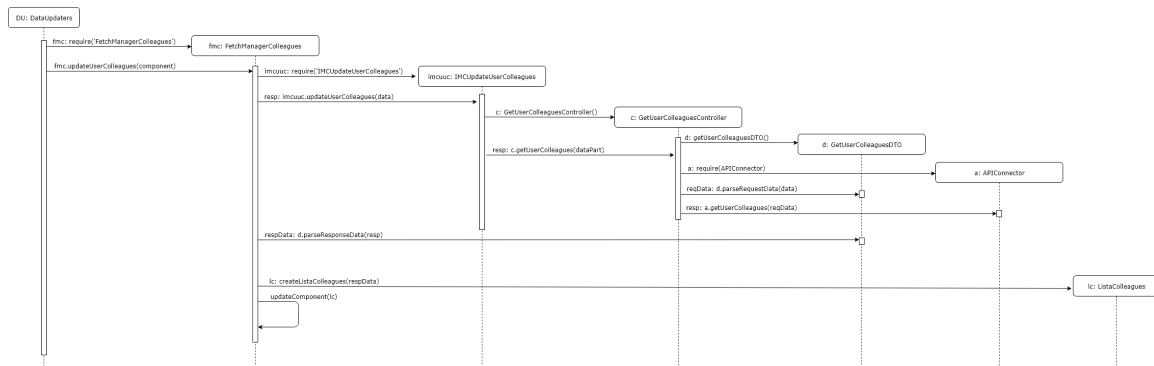 DU: DataUpdaters
fmc: require('FetchManagerColleagues')
fmc: FetchManagerColleagues
fmc.updateUserColleagues(component)
imcuuc: require('IMCUpdateUserColleagues')
imcuuc: IMCUpdateUserColleagues
resp: imcuuc.updateUserColleagues(data)
c: GetUserColleaguesController()
c: GetUserColleaguesController
d: getUserColleaguesDTO()
d: GetUserColleaguesDTO
resp: c.getUserColleagues(dataPart)
a: require(APIConnector)
a: APIConnector
reqData: d.parseRequestData(data)
resp: a.getUserColleagues(reqData)
respData: d.parseResponseData(resp)
lc: createListaColleagues(respData)
lc: ListaColleagues
updateComponent(lc)